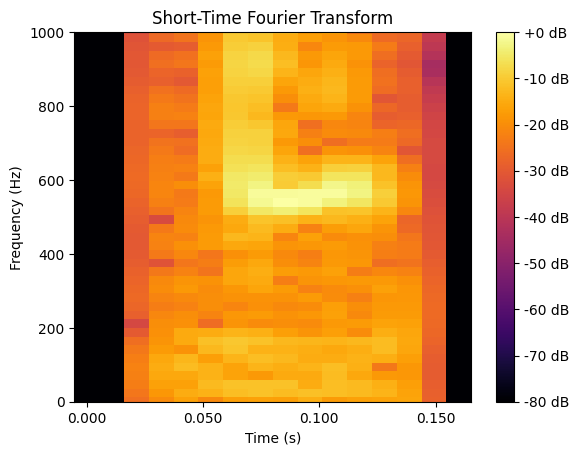 Short-Time Fourier Transform
Frequency (Hz)
1000
800
600
400
200
0
0.000
0.050
0.100
0.150
Time (s)
+0 dB
-10 dB
-20 dB
-30 dB
-40 dB
-50 dB
-60 dB
-70 dB
-80 dB